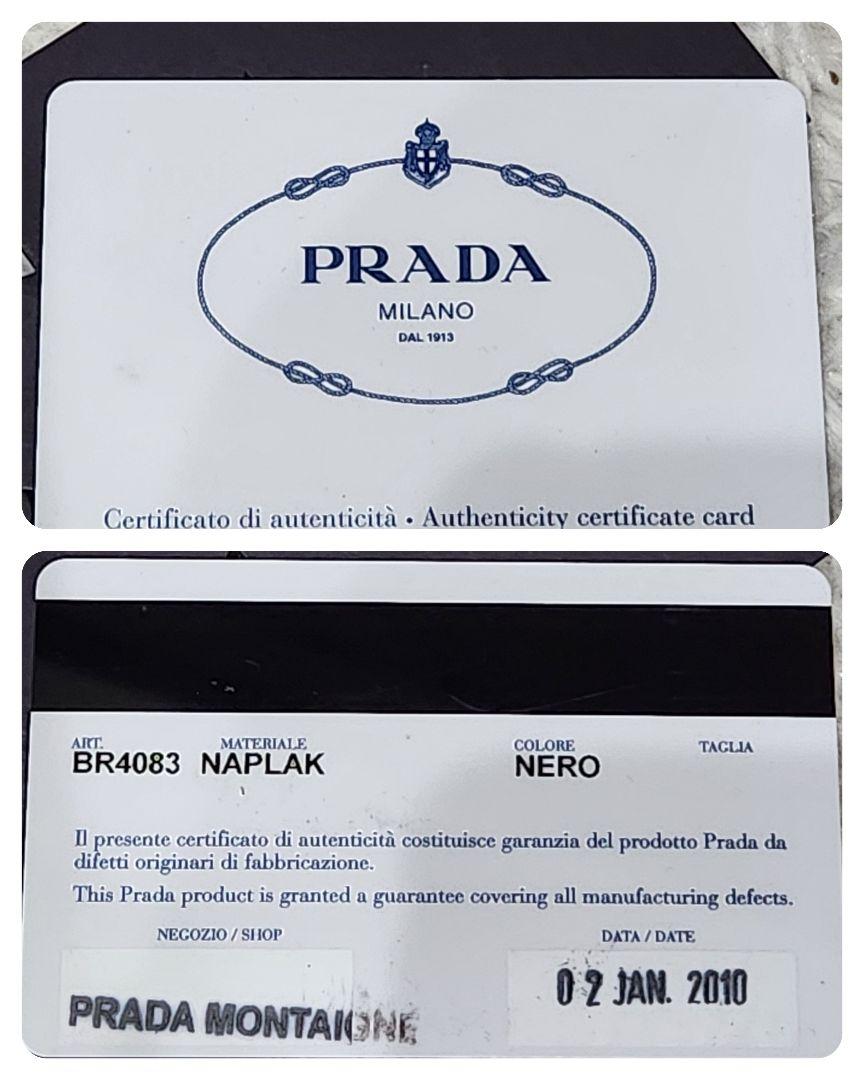 PRADA
MILANO
DAL 1913
Certificato di autenticità • Authenticity certificate card
ART. MATERIALE COLORE TAGLIA
BR4083 NAPLAK NERO
Il presente certificato di autenticità costituisce garanzia del prodotto Prada da
difetti originari di fabbricazione.
This Prada product is granted a guarantee covering all manufacturing defects.
NEGOZIO / SHOP DATA / DATE
PRADA MONTAIGNE 02 JAN. 2010